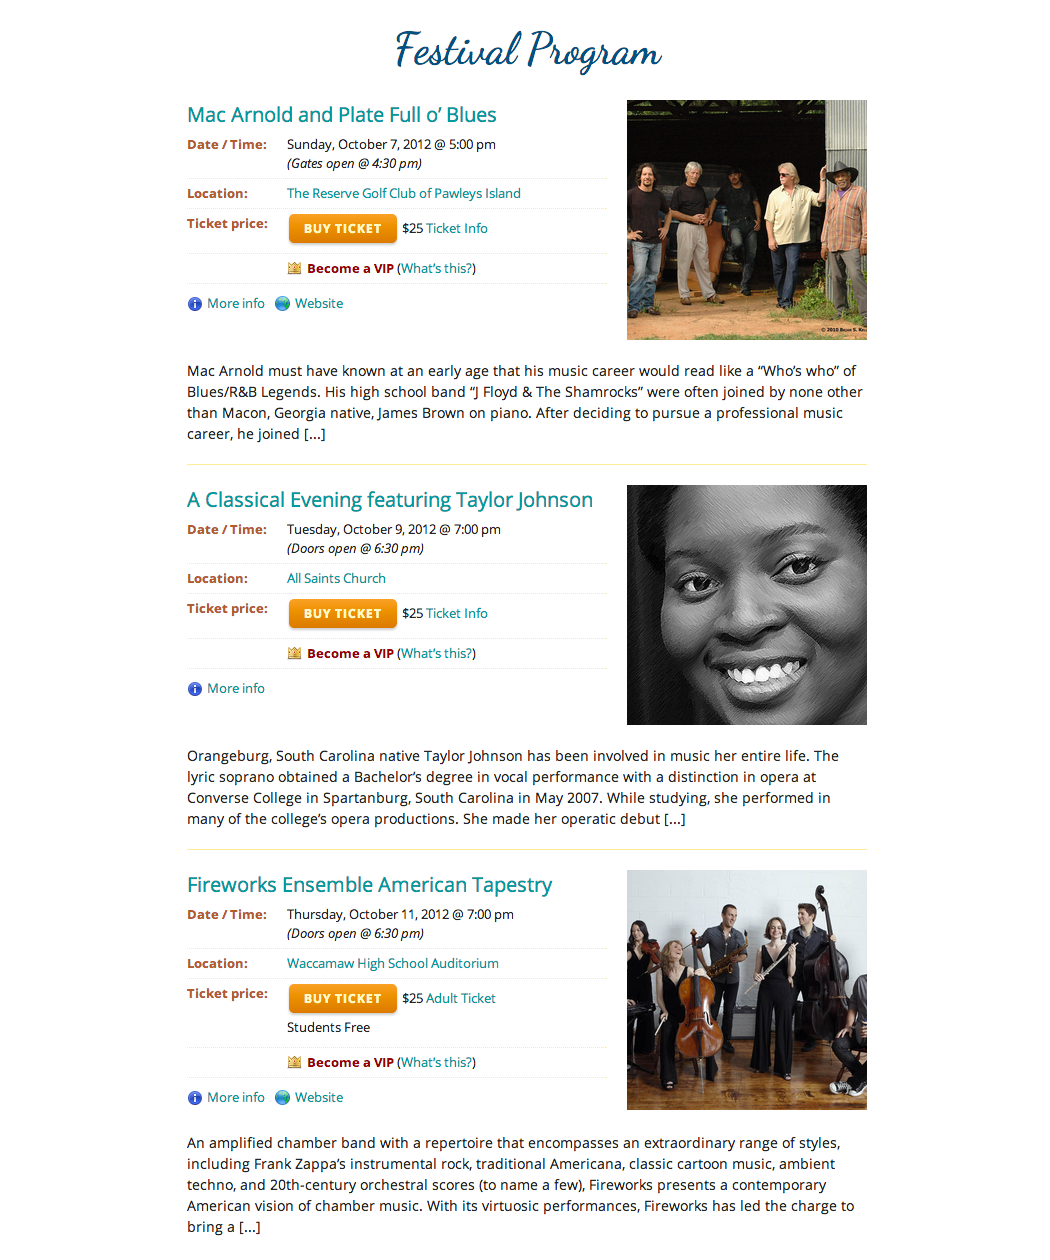 Festival Program
Mac Arnold and Plate Full o’ Blues
Date / Time: Sunday, October 7, 2012 @ 5:00 pm
(Gates open @ 4:30 pm)
Location: The Reserve Golf Club of Pawleys Island
Ticket price: BUY TICKET $25 Ticket Info
Become a VIP (What’s this?)
More info Website
© 2010 Brian S.
Mac Arnold must have known at an early age that his music career would read like a “Who’s who” of
Blues/R&B Legends. His high school band “J Floyd & The Shamrocks” were often joined by none other
than Macon, Georgia native, James Brown on piano. After deciding to pursue a professional music
career, he joined [...]
A Classical Evening featuring Taylor Johnson
Date / Time: Tuesday, October 9, 2012 @ 7:00 pm
(Doors open @ 6:30 pm)
Location: All Saints Church
Ticket price: BUY TICKET $25 Ticket Info
Become a VIP (What’s this?)
More info
Orangeburg, South Carolina native Taylor Johnson has been involved in music her entire life. The
lyric soprano obtained a Bachelor’s degree in vocal performance with a distinction in opera at
Converse College in Spartanburg, South Carolina in May 2007. While studying, she performed in
many of the college’s opera productions. She made her operatic debut [...]
Fireworks Ensemble American Tapestry
Date / Time: Thursday, October 11, 2012 @ 7:00 pm
(Doors open @ 6:30 pm)
Location: Waccamaw High School Auditorium
Ticket price: BUY TICKET $25 Adult Ticket
Students Free
Become a VIP (What’s this?)
More info Website
An amplified chamber band with a repertoire that encompasses an extraordinary range of styles,
including Frank Zappa’s instrumental rock, traditional Americana, classic cartoon music, ambient
techno, and 20th-century orchestral scores (to name a few), Fireworks presents a contemporary
American vision of chamber music. With its virtuosic performances, Fireworks has led the charge to
bring a [...]